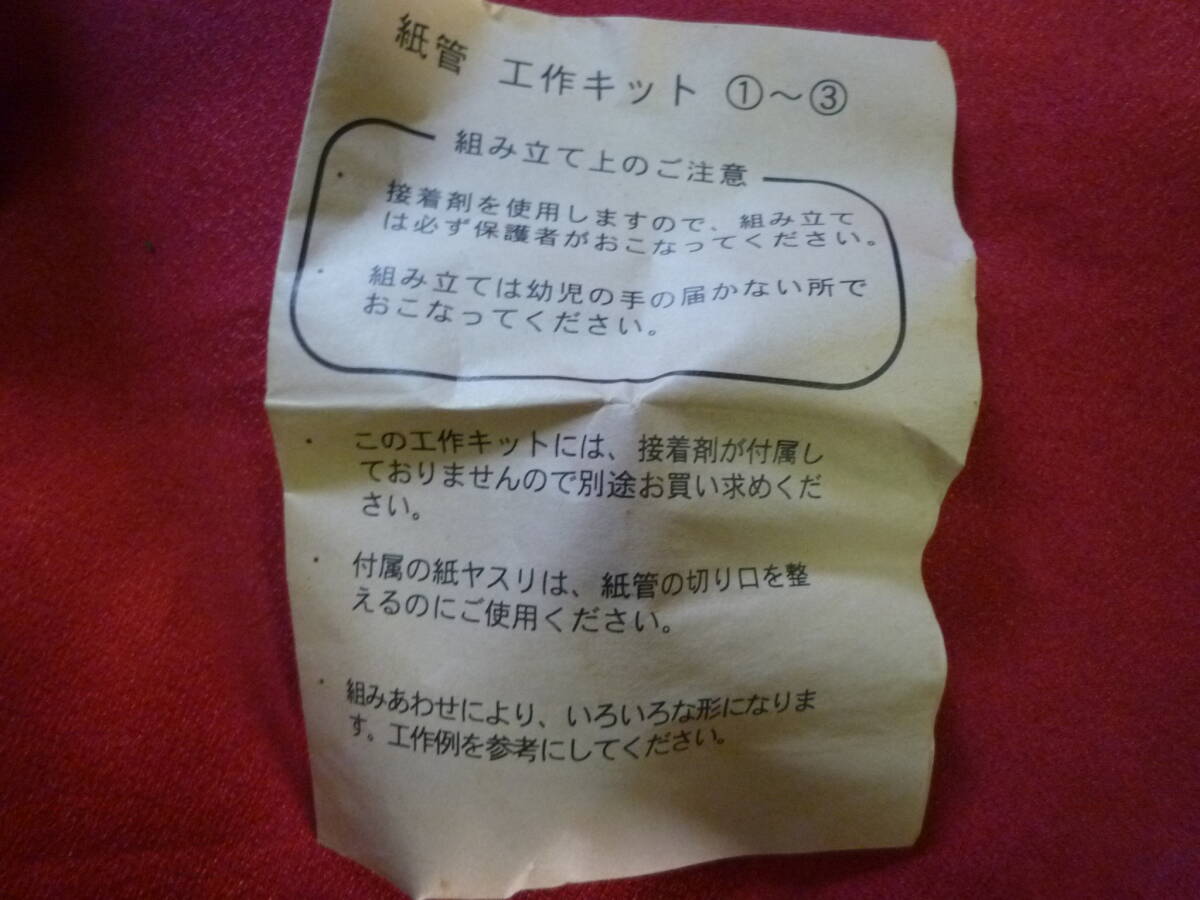 紙管 工作キット ①～③
組み立て上のご注意
・ 接着剤を使用しますので、組み立て
は必ず保護者がおこなってください。
・ 組み立ては幼児の手の届かない所で
おこなってください。
・ この工作キットには、接着剤が付属し
ておりませんので別途お買い求めくだ
さい。
・ 付属の紙ヤスリは、紙管の切り口を整
えるのにご使用ください。
・ 組みあわせにより、いろいろな形になりま
す。工作例を参考にしてください。